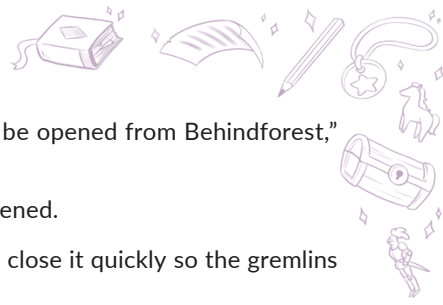 be opened from Behindforest,”
ened.
close it quickly so the gremlins